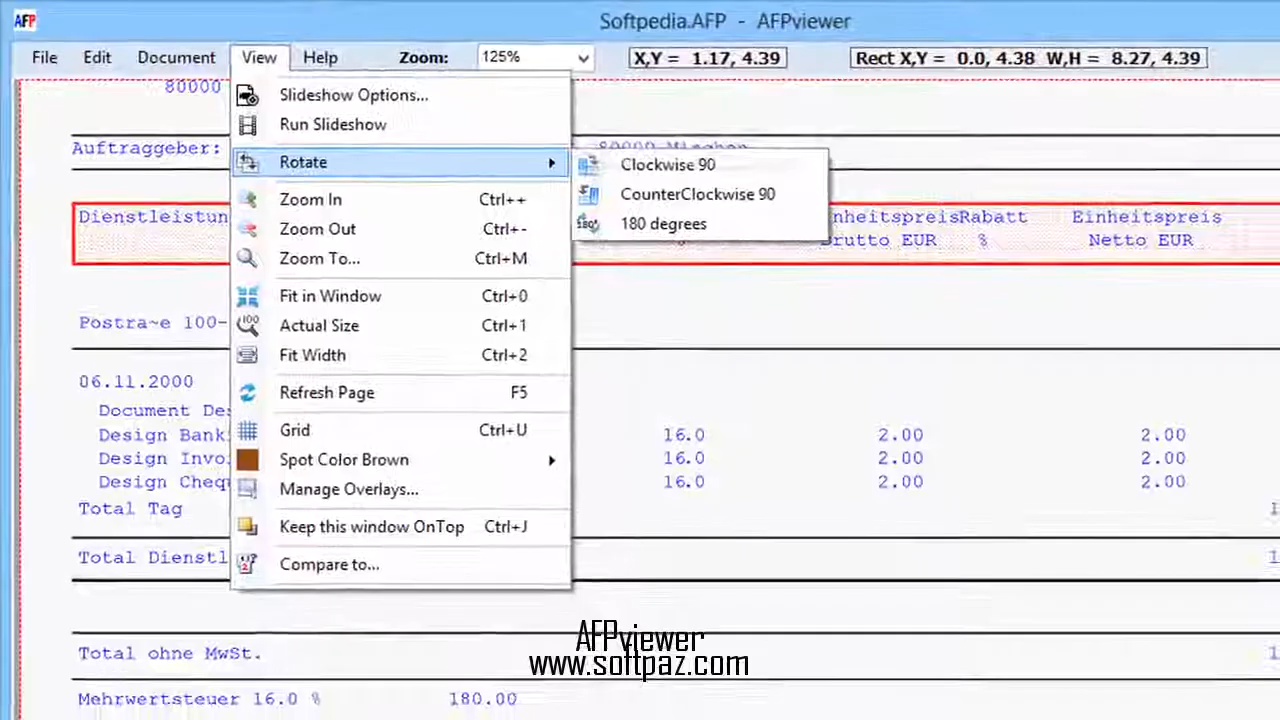 AFP Softpedia.AFP - AFPviewer
File Edit Document View Help Zoom: 125% X,Y = 1.17, 4.39 Rect X,Y = 0.0, 4.38 W,H = 8.27, 4.39
80000
Slideshow Options...
Run Slideshow
Auftraggeber:
Rotate
Clockwise 90
CounterClockwise 90
180 degrees
Zoom In Ctrl++
Zoom Out Ctrl+-
Zoom To... Ctrl+M
Fit in Window Ctrl+0
Actual Size Ctrl+1
Fit Width Ctrl+2
Refresh Page F5
Grid Ctrl+U
Spot Color Brown
Manage Overlays...
Keep this window OnTop Ctrl+J
Compare to...
Dienstleistun nheitspreisRabatt Einheitspreis
rutto EUR % Netto EUR
Postra~e 100-
06.11.2000
Document De
Design Bank 16.0 2.00 2.00
Design Invo 16.0 2.00 2.00
Design Cheq 16.0 2.00 2.00
Total Tag
Total Dienstl
AFPviewer
Total ohne MwSt.
www.softpaz.com
Mehrwertsteuer 16.0 % 180.00